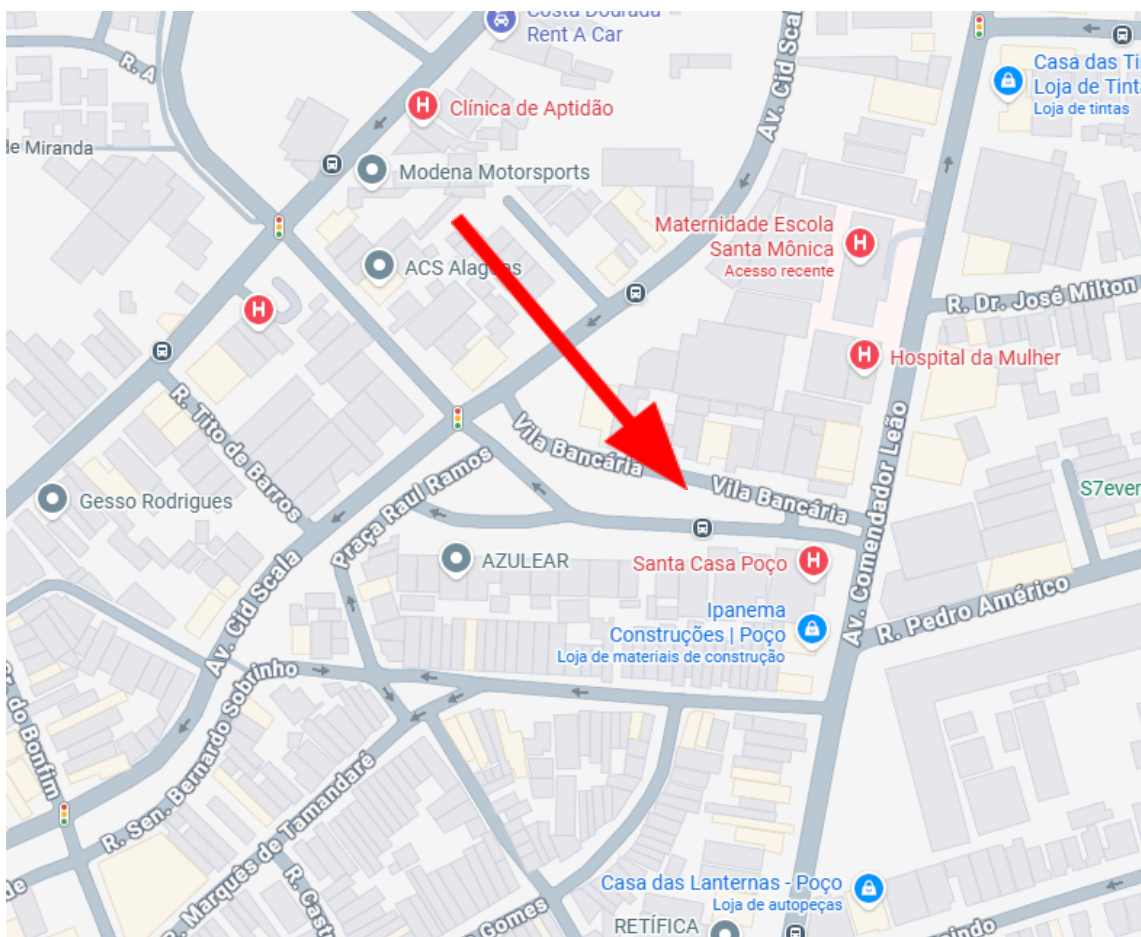 Costa Dourada
Rent A Car
R. A
Clínica de Aptidão
Av. Cid Scala
Casa das Ti
Loja de Tint
Loja de tintas
de Miranda
Modena Motorsports
Maternidade Escola
Santa Mônica
Acesso recente
ACS Alagoas
R. Dr. José Milton
Hospital da Mulher
R. Tito de Barros
Vila Bancária
Vila Bancária
Av. Comendador Leão
Gesso Rodrigues
Praça Raul Ramos
S7ever
AZULEAR
Santa Casa Poço
Av. Cid Scala
Ipanema
Construções | Poço
Loja de materiais de construção
R. Pedro Américo
R. Sen. Bernardo Sobrinho
do Bonfim
R. Marquês de Tamandaré
R. Cast
de
Casa das Lanternas - Poço
Loja de autopeças
Gomes
RETÍFICA
indo